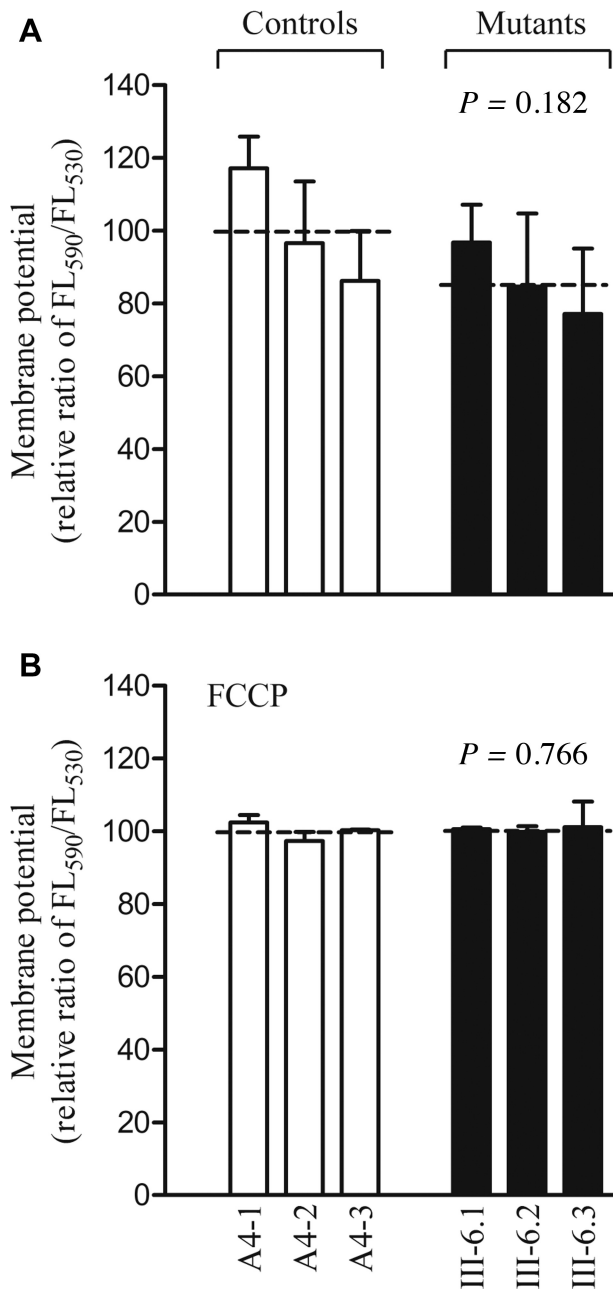 A
Controls Mutants
P = 0.182
Membrane potential
(relative ratio of FL590/FL530)
140
120
100
80
60
40
20
0
B
FCCP
P = 0.766
Membrane potential
(relative ratio of FL590/FL530)
140
120
100
80
60
40
20
0
A4-1
A4-2
A4-3
III-6.1
III-6.2
III-6.3